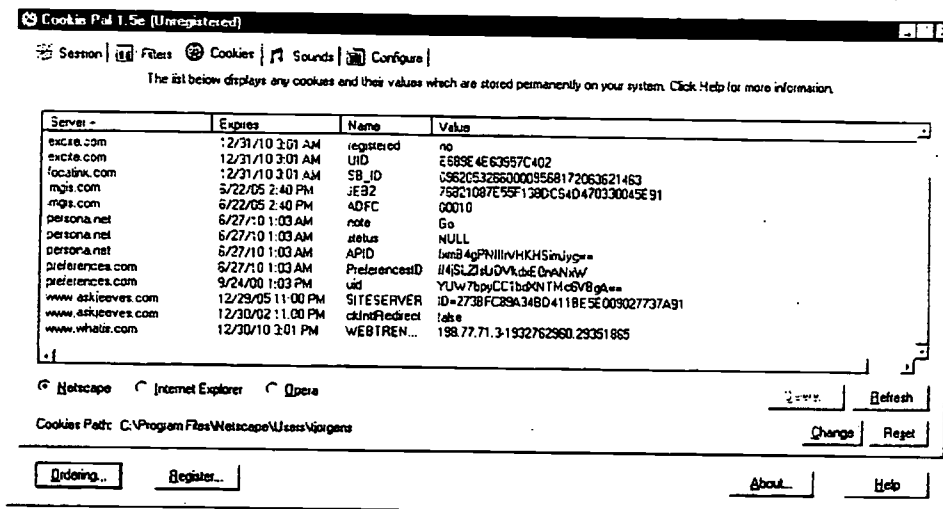 Cookie Pal 1.5e (Unregistered)
Session Filters Cookies Sounds Configure
The list below displays any cookies and their values which are stored permanently on your system. Click Help for more information.
Server Expires Name Value
excite.com 12/31/10 3:01 AM registered no
excite.com 12/31/10 3:01 AM UID E689E4E63957C402
focalink.com 12/31/10 3:01 AM SB_ID
.mgis.com 6/22/05 2:40 PM JEB2
.mgis.com 6/22/05 2:40 PM ADFC 00010
persona.net 6/27/10 1:03 AM note Go
persona.net 6/27/10 1:03 AM status NULL
persona.net 6/27/10 1:03 AM APID
preferences.com 6/27/10 1:03 AM PreferencesID
preferences.com 9/24/00 1:03 PM uid
www.askjeeves.com 12/29/05 11:00 PM SITESERVER ID=273BFC89A34BD411BE5E009027737A91
www.askjeeves.com 12/30/02 11:00 PM ckIntRedirect false
www.whatis.com 12/30/10 3:01 PM WEBTREN... 198.77.71.3-1932762960.29351865
Netscape Internet Explorer Opera
Delete... Refresh
Cookies Path: C:\Program Files\Netscape\Users\vjorgens
Change Reset
Ordering... Register... About... Help